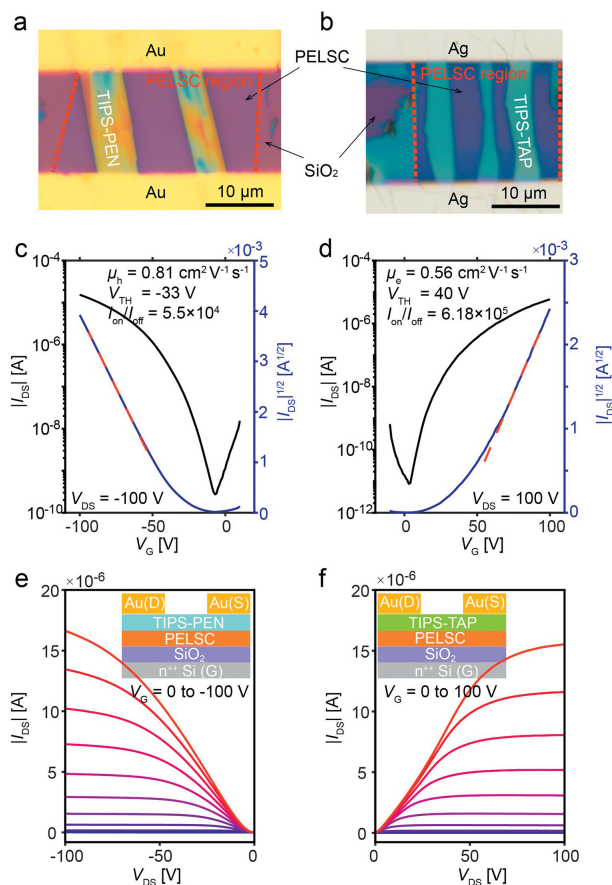 a
Au
PELSC region
TIPS-PEN
Au
10 μm
PELSC
SiO2
b
Ag
PELSC region
TIPS-TAP
Ag
10 μm
c
μh = 0.81 cm² V⁻¹ s⁻¹
VTH = -33 V
Ion/Ioff = 5.5×10⁴
VDS = -100 V
10⁻⁴
10⁻⁶
10⁻⁸
10⁻¹⁰
|IDS| [A]
×10⁻³
5
4
3
2
1
0
|IDS|^1/2 [A^1/2]
-100
-50
0
VG [V]
d
μe = 0.56 cm² V⁻¹ s⁻¹
VTH = 40 V
Ion/Ioff = 6.18×10⁵
VDS = 100 V
10⁻⁴
10⁻⁶
10⁻⁸
10⁻¹⁰
10⁻¹²
|IDS| [A]
×10⁻³
3
2
1
0
|IDS|^1/2 [A^1/2]
0
50
100
VG [V]
e
×10⁻⁶
20
15
10
5
0
|IDS| [A]
Au(D) Au(S)
TIPS-PEN
PELSC
SiO2
n⁺⁺ Si (G)
VG = 0 to -100 V
-100
-50
0
VDS [V]
f
×10⁻⁶
20
15
10
5
0
|IDS| [A]
Au(D) Au(S)
TIPS-TAP
PELSC
SiO2
n⁺⁺ Si (G)
VG = 0 to 100 V
0
50
100
VDS [V]